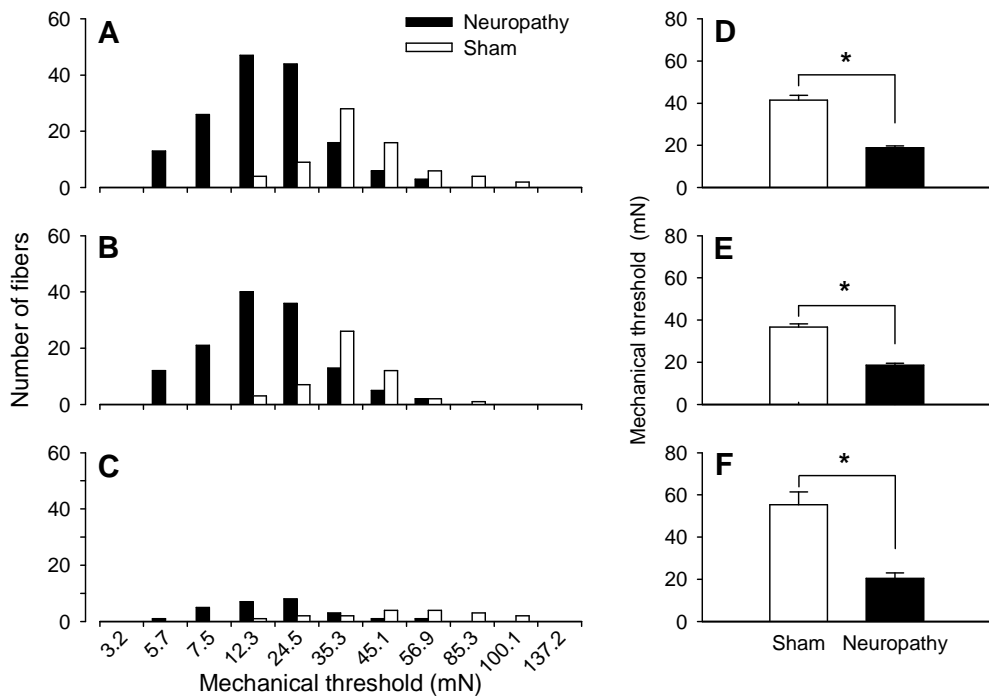 Neuropathy
Sham
A
60
40
20
0
B
60
40
20
0
C
60
40
20
0
3.2 5.7 7.5 12.3 24.5 35.3 45.1 56.9 85.3 100.1 137.2
Mechanical threshold (mN)
Number of fibers
D
80
60
40
20
0
*
E
80
60
40
20
0
*
F
80
60
40
20
0
*
Sham Neuropathy
Mechanical threshold (mN)